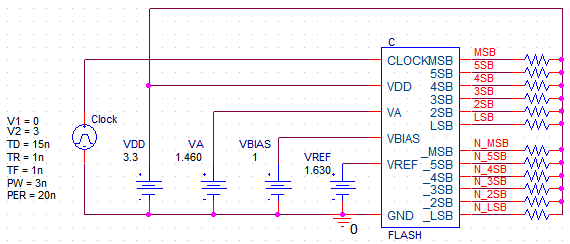 C
CLOCK MSB MSB
5SB 5SB
VDD 4SB 4SB
3SB 3SB
VA 2SB 2SB
LSB LSB
VBIAS
_MSB N_MSB
VREF _5SB N_5SB
_4SB N_4SB
_3SB N_3SB
_2SB N_2SB
GND _LSB N_LSB
FLASH
Clock
V1 = 0
V2 = 3
TD = 15n
TR = 1n
TF = 1n
PW = 3n
PER = 20n
VDD
3.3
VA
1.460
VBIAS
1
VREF
1.630
0